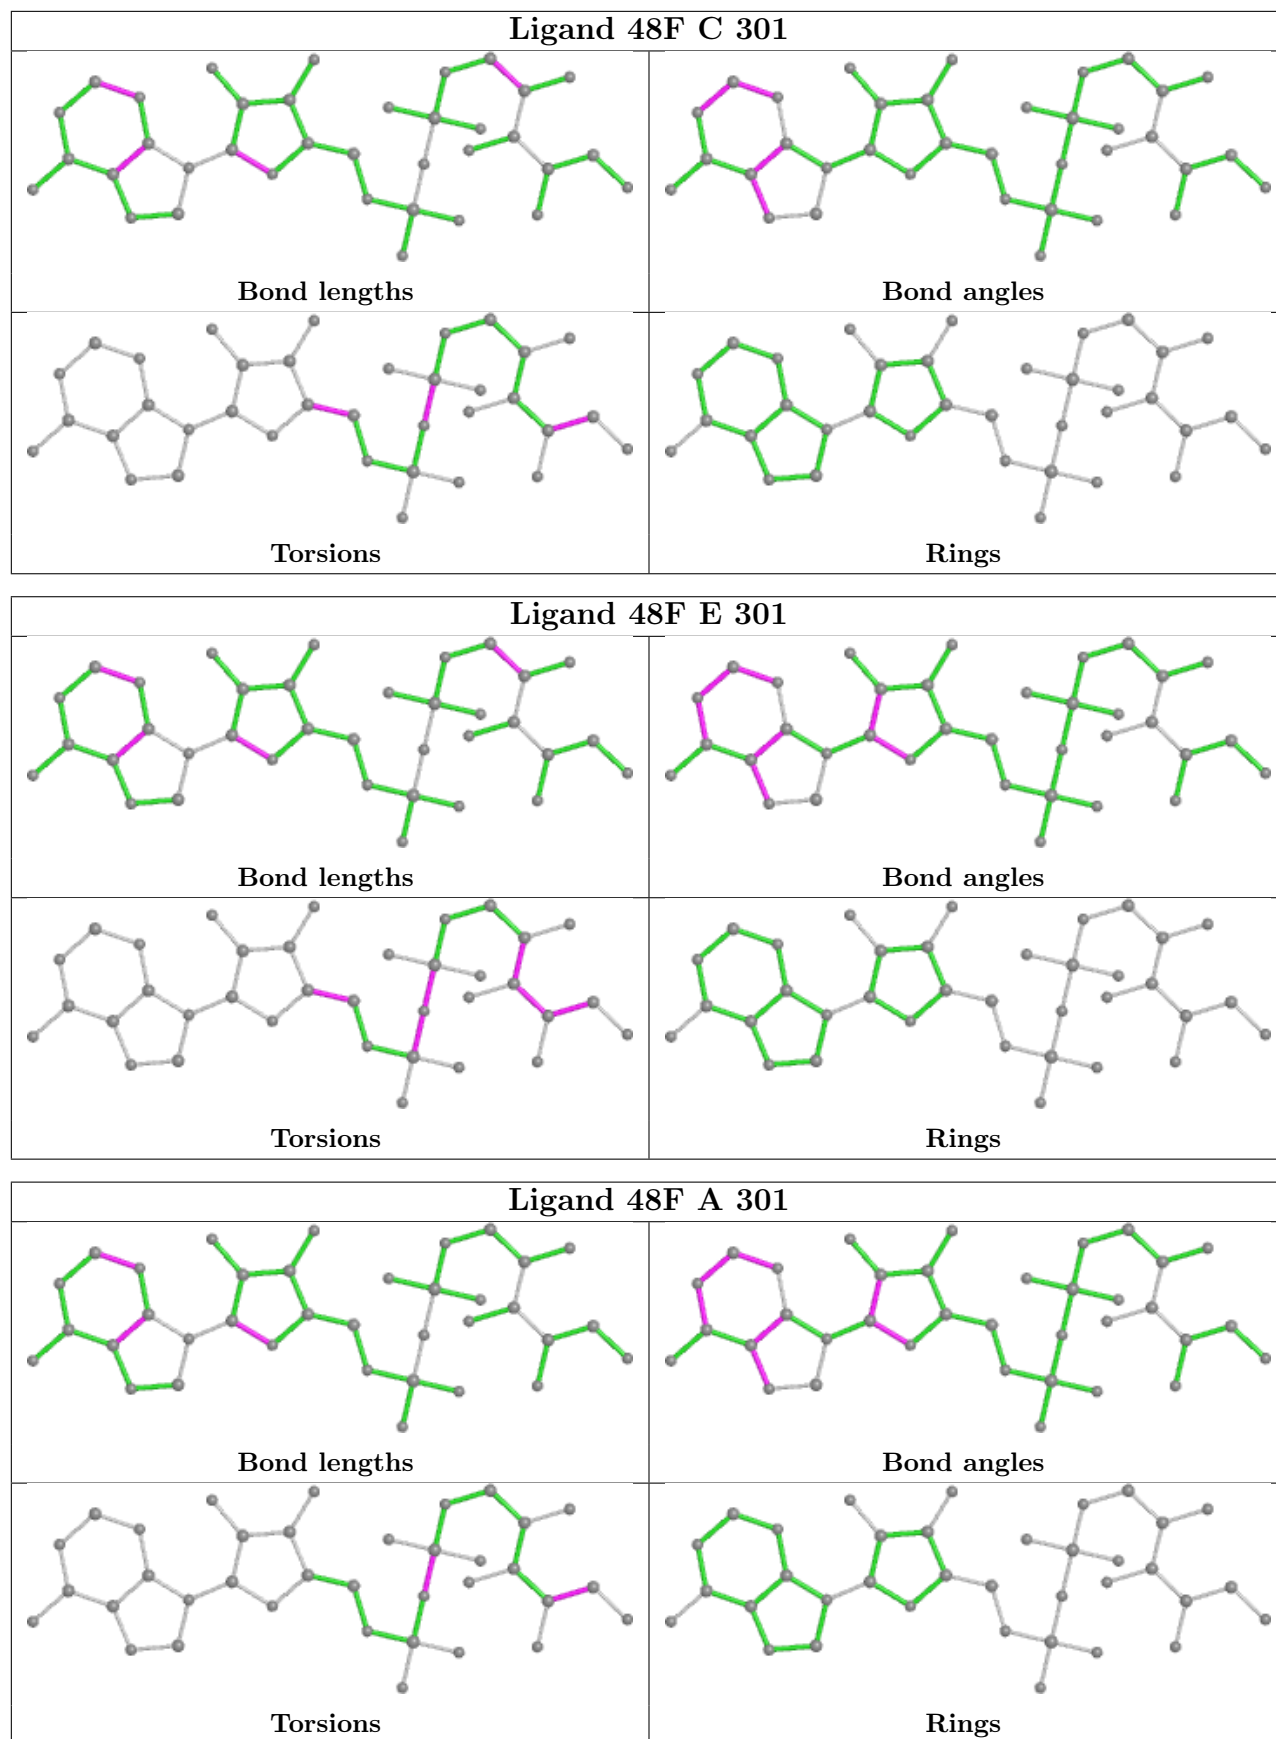 Ligand 48F C 301
Bond lengths
Bond angles
Torsions
Rings
Ligand 48F E 301
Bond lengths
Bond angles
Torsions
Rings
Ligand 48F A 301
Bond lengths
Bond angles
Torsions
Rings